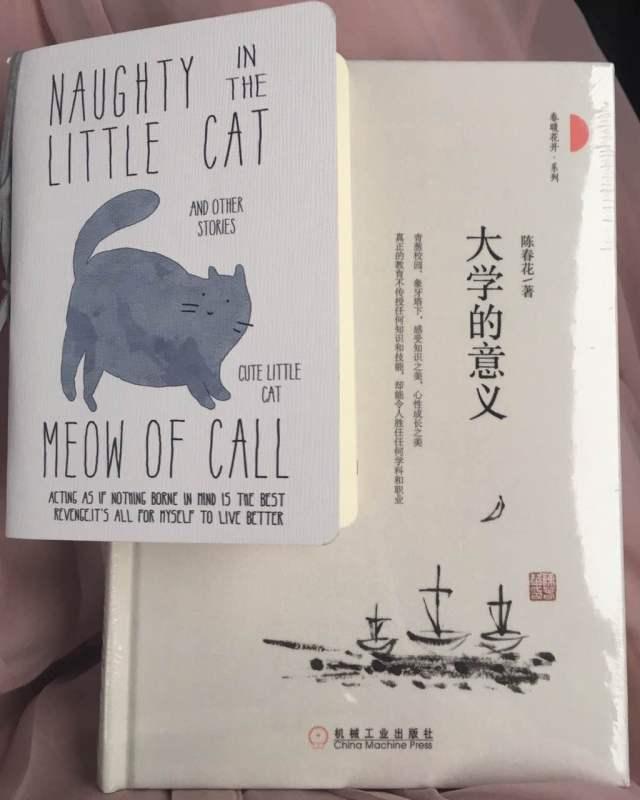 NAUGHTY
IN
THE
LITTLE CAT
AND OTHER
STORIES
CUTE LITTLE
CAT
MEOW OF CALL
ACTING AS IF NOTHING BORNE IN MIND IS THE BEST
REVENGE.IT'S ALL FOR MYSELF TO LIVE BETTER
春暖花开·系列
陈春花/著
大学的意义
青葱校园，象牙塔下，感受知识之美，心性成长之美
真正的教育不传授任何知识和技能，却能令人胜任任何学科和职业
机械工业出版社
China Machine Press